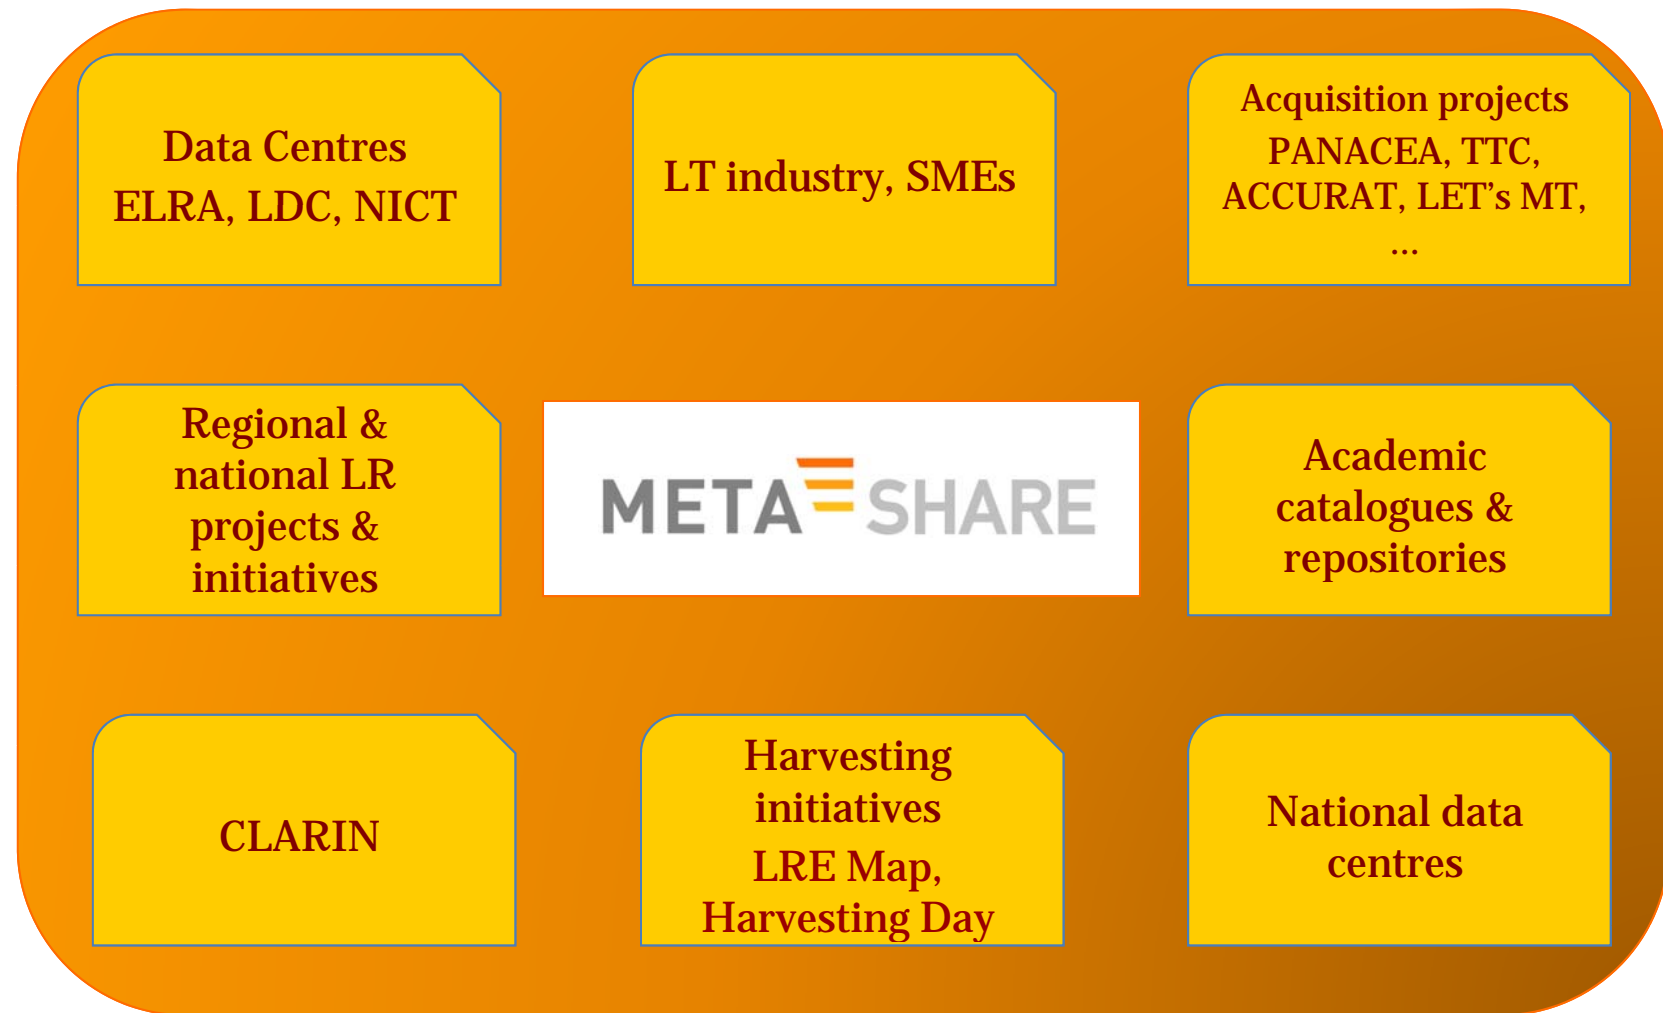 Data Centres
ELRA, LDC, NICT
LT industry, SMEs
Acquisition projects
PANACEA, TTC,
ACCURAT, LET's MT,
...
Regional &
national LR
projects &
initiatives
META SHARE
Academic
catalogues &
repositories
CLARIN
Harvesting
initiatives
LRE Map,
Harvesting Day
National data
centres